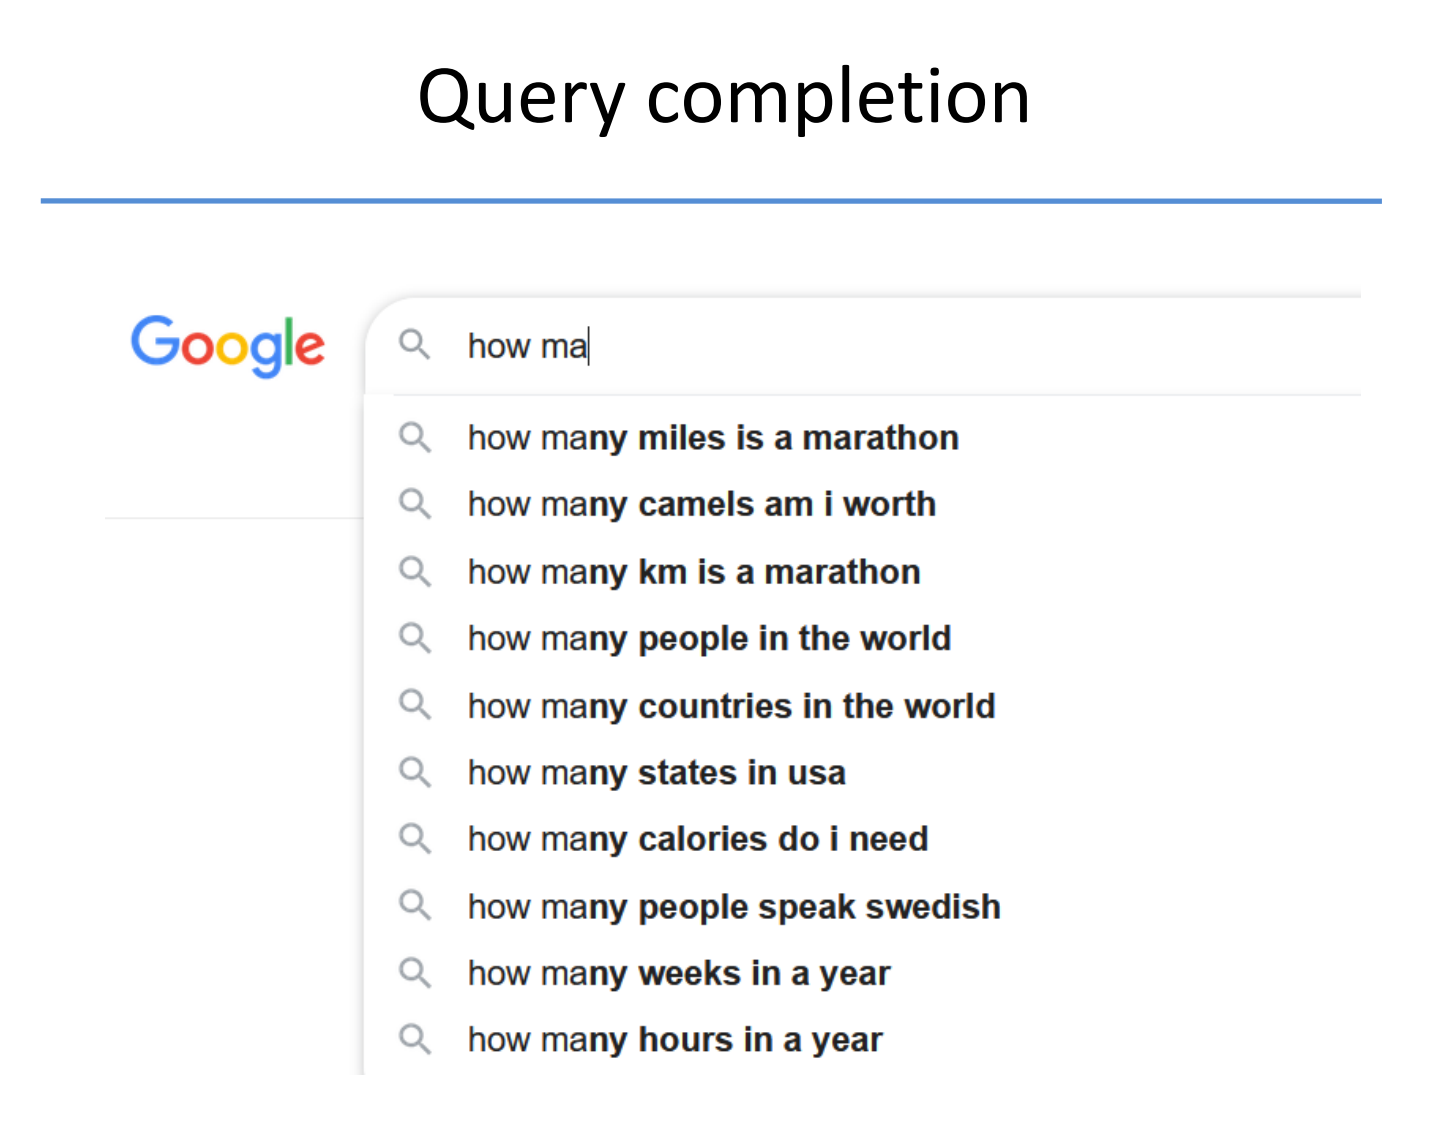 Query completion
Google
how ma
how many miles is a marathon
how many camels am i worth
how many km is a marathon
how many people in the world
how many countries in the world
how many states in usa
how many calories do i need
how many people speak swedish
how many weeks in a year
how many hours in a year